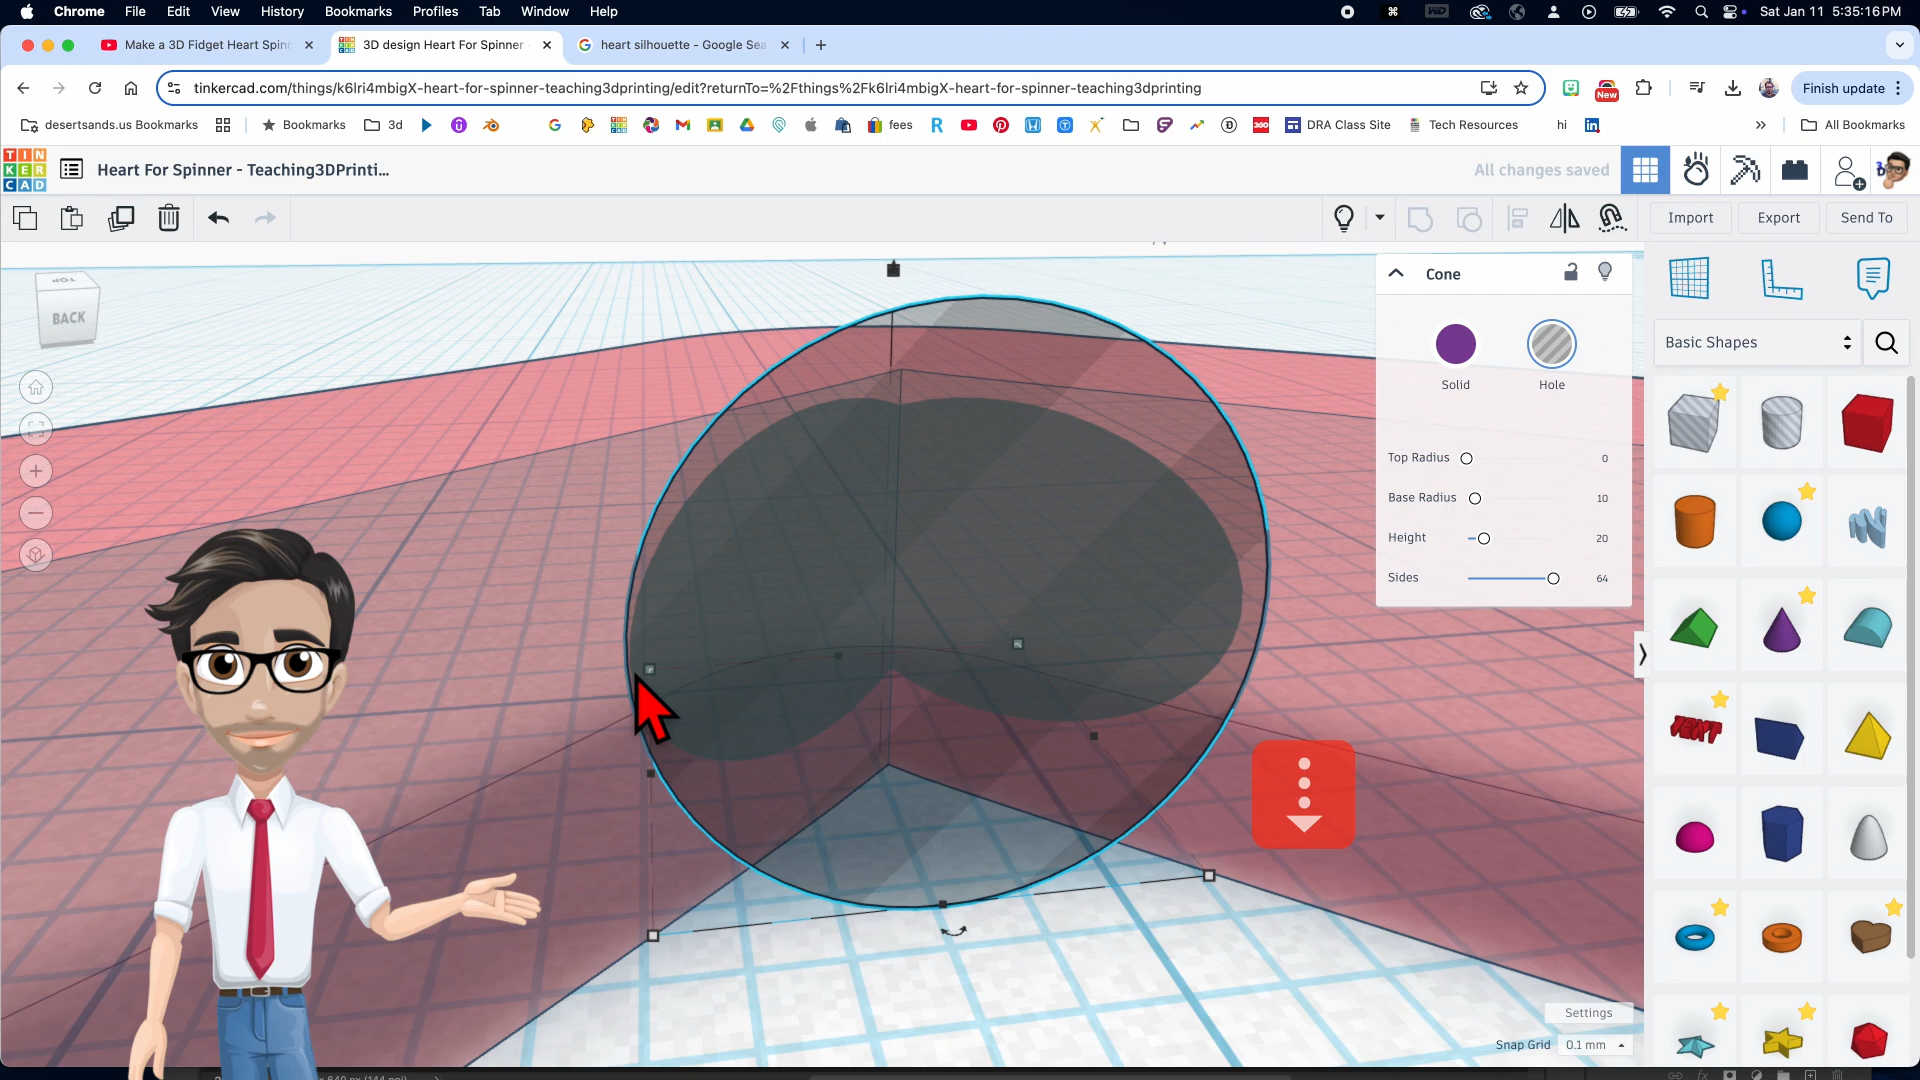 Chrome File Edit View History Bookmarks Profiles Tab Window Help
Sat Jan 11 5:35:16 PM
Make a 3D Fidget Heart Spinn
3D design Heart For Spinner
heart silhouette - Google Sea
tinkercad.com/things/k6lri4mbigX-heart-for-spinner-teaching3dprinting/edit?returnTo=%2Fthings%2Fk6lri4mbigX-heart-for-spinner-teaching3dprinting
New
Finish update
desertsands.us Bookmarks
Bookmarks
3d
fees
DRA Class Site
Tech Resources
hi
All Bookmarks
TIN
KER
CAD
Heart For Spinner - Teaching3DPrinti...
All changes saved
Import
Export
Send To
TOP
BACK
Cone
Solid
Hole
Top Radius 0
Base Radius 10
Height 20
Sides 64
Basic Shapes
TEXT
Settings
Snap Grid 0.1 mm